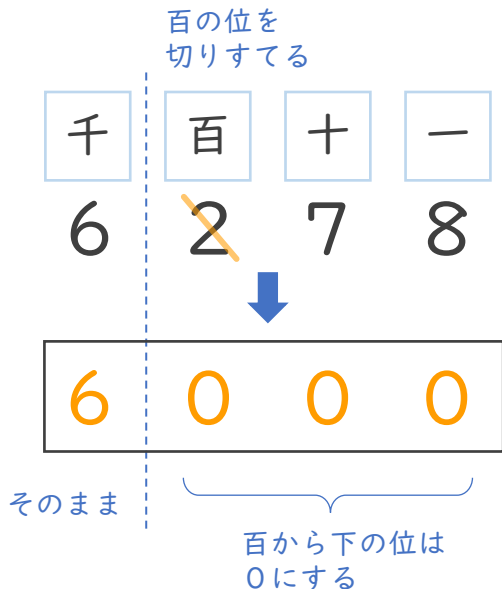 百の位を
切りすてる
千 百 十 一
6 2 7 8
6 0 0 0
そのまま
百から下の位は
0にする